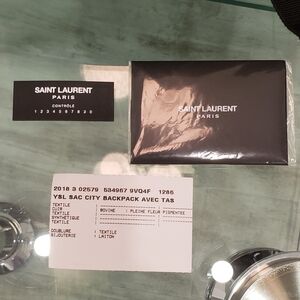 SAINT LAURENT
PARIS
CONTRÔLE
1 2 3 4 5 6 7 8 9 0
SAINT LAURENT
PARIS
2018 3 02579 534967 9VQ4F 1286
YSL SAC CITY BACKPACK AVEC TAS
TEXTILE
CUIR : BOVINE : PLEINE FLEUR PIGMENTEE
TEXTILE :
SYNTHETIQUE :
TEXTILE :
DOUBLURE : TEXTILE
BIJOUTERIE : LAITON